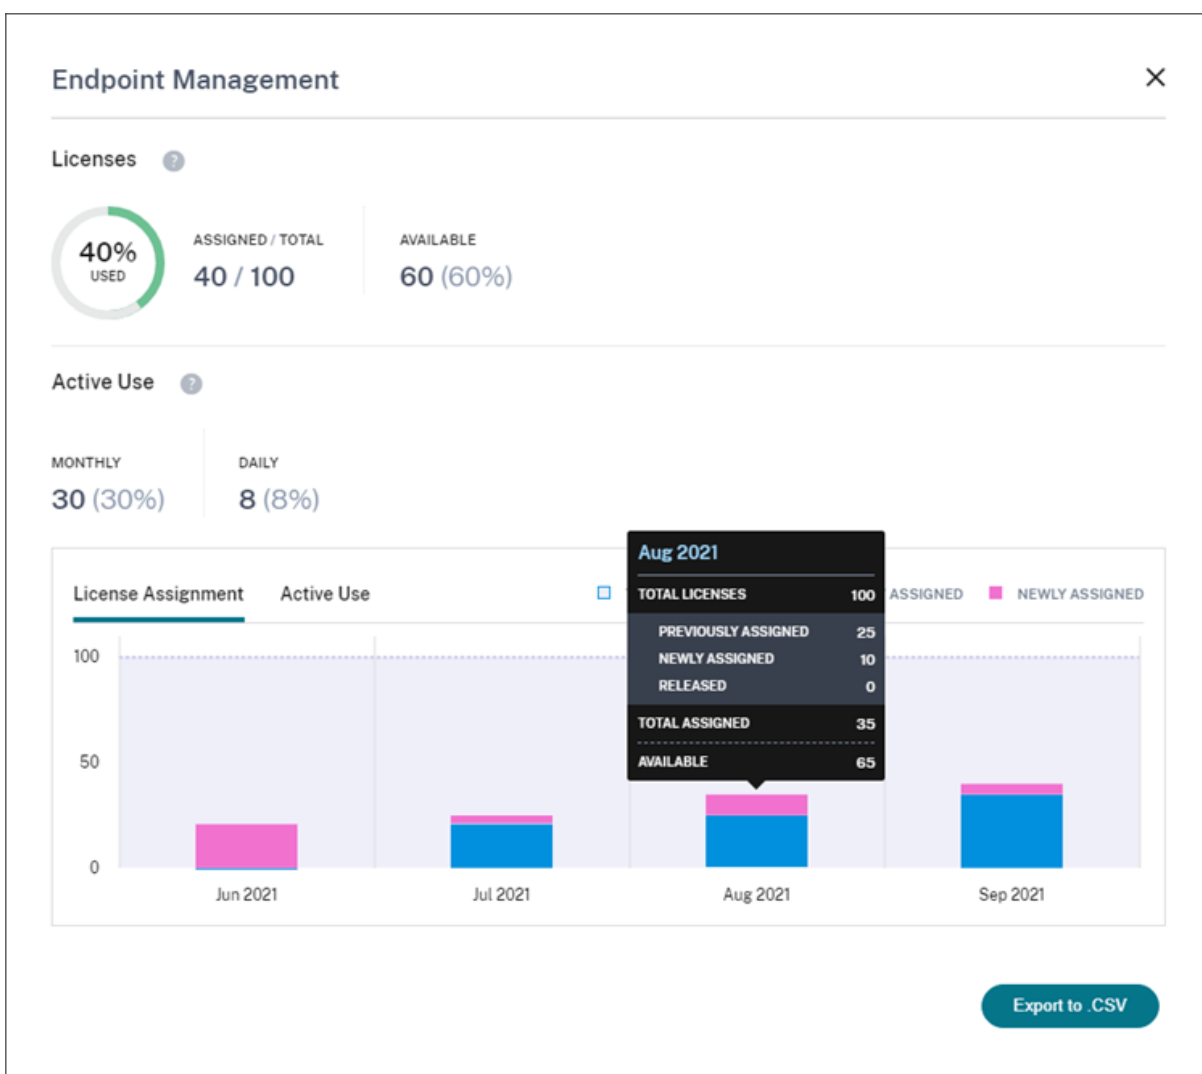 Endpoint Management
Licenses ?
40%
USED
ASSIGNED / TOTAL
40 / 100
AVAILABLE
60 (60%)
Active Use ?
MONTHLY
30 (30%)
DAILY
8 (8%)
License Assignment Active Use ASSIGNED NEWLY ASSIGNED
Aug 2021
TOTAL LICENSES 100
PREVIOUSLY ASSIGNED 25
NEWLY ASSIGNED 10
RELEASED 0
TOTAL ASSIGNED 35
AVAILABLE 65
100
50
0
Jun 2021 Jul 2021 Aug 2021 Sep 2021
Export to .CSV